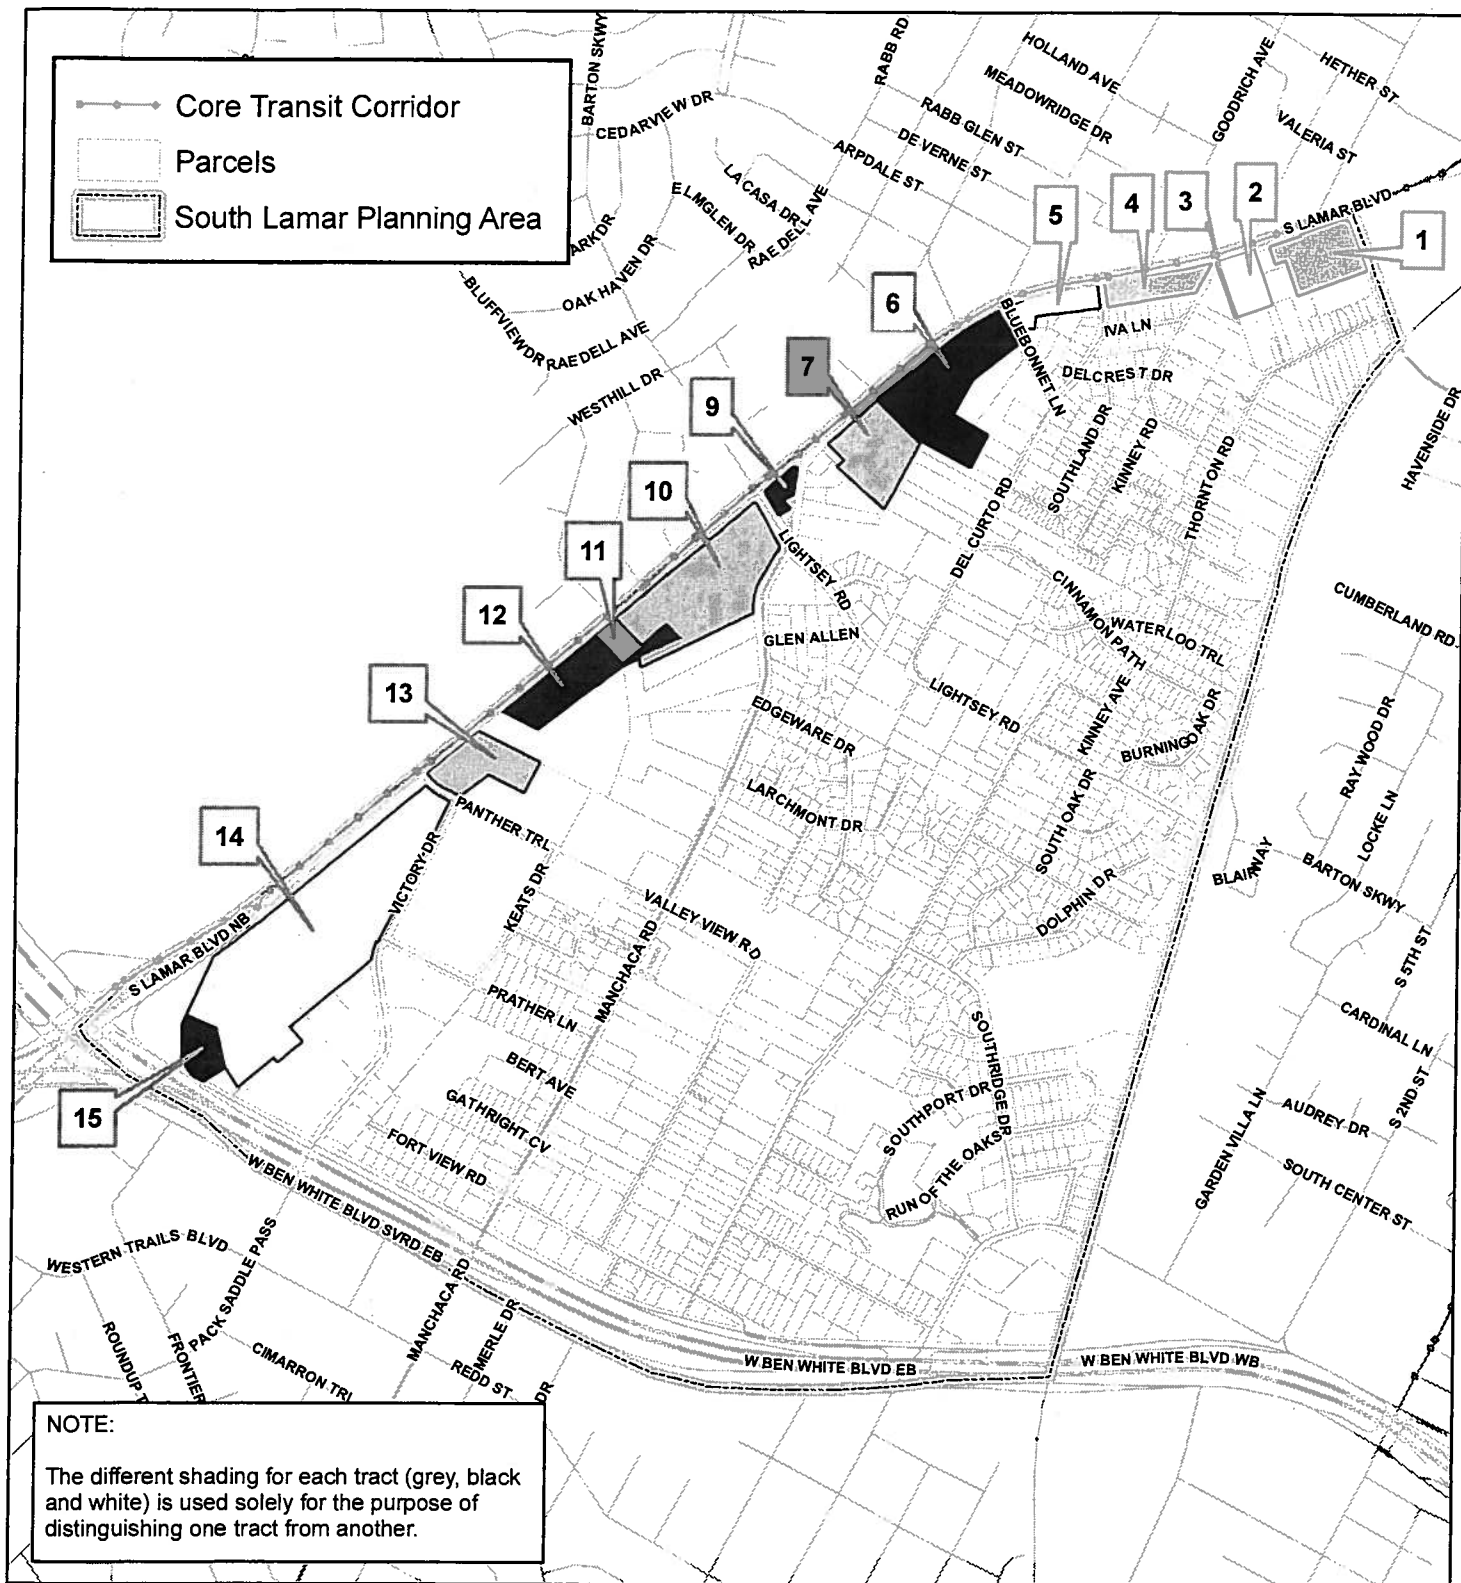 Core Transit Corridor
Parcels
South Lamar Planning Area
BARTON SKWY
CEDARVIEW DR
RABB RD
HOLLAND AVE
MEADOWRIDGE DR
GOODRICH AVE
HETHER ST
VALERIA ST
RABB GLEN ST
DE VERNE ST
ARPDALE ST
LA CASA DR
ELMGLEN DR
RAE DELL AVE
ARK DR
OAK HAVEN DR
BLUFFVIEW DR
RAE DELL AVE
WESTHILL DR
S LAMAR BLVD
1
2
3
4
5
6
7
9
10
11
12
13
14
15
BLUEBONNET LN
IVA LN
DELCREST DR
SOUTHLAND DR
KINNEY RD
THORNTON RD
HAVENSIDE DR
DEL CURTO RD
LIGHTSEY RD
GLEN ALLEN
CINNAMON PATH
WATERLOO TRL
CUMBERLAND RD
LIGHTSEY RD
KINNEY AVE
BURNING OAK DR
RAY WOOD DR
EDGEWARE DR
LARCHMONT DR
SOUTH OAK DR
LOCKE LN
BLAIR WAY
BARTON SKWY
DOLPHIN DR
S 5TH ST
PANTHER TRL
VICTORY DR
KEATS DR
VALLEY VIEW RD
MANCHACA RD
S LAMAR BLVD NB
PRATHER LN
BERT AVE
GATHRIGHT CV
FORT VIEW RD
SOUTHRIDGE DR
SOUTHPORT DR
RUN OF THE OAKS
CARDINAL LN
S 2ND ST
AUDREY DR
GARDEN VILLA LN
SOUTH CENTER ST
W BEN WHITE BLVD SVRD EB
WESTERN TRAILS BLVD
PACK SADDLE PASS
MANCHACA RD
MERLE DR
REDD ST
DR
ROUNDUP T
FRONTIER
CIMARRON TRL
W BEN WHITE BLVD EB
W BEN WHITE BLVD WB
NOTE:
The different shading for each tract (grey, black
and white) is used solely for the purpose of
distinguishing one tract from another.